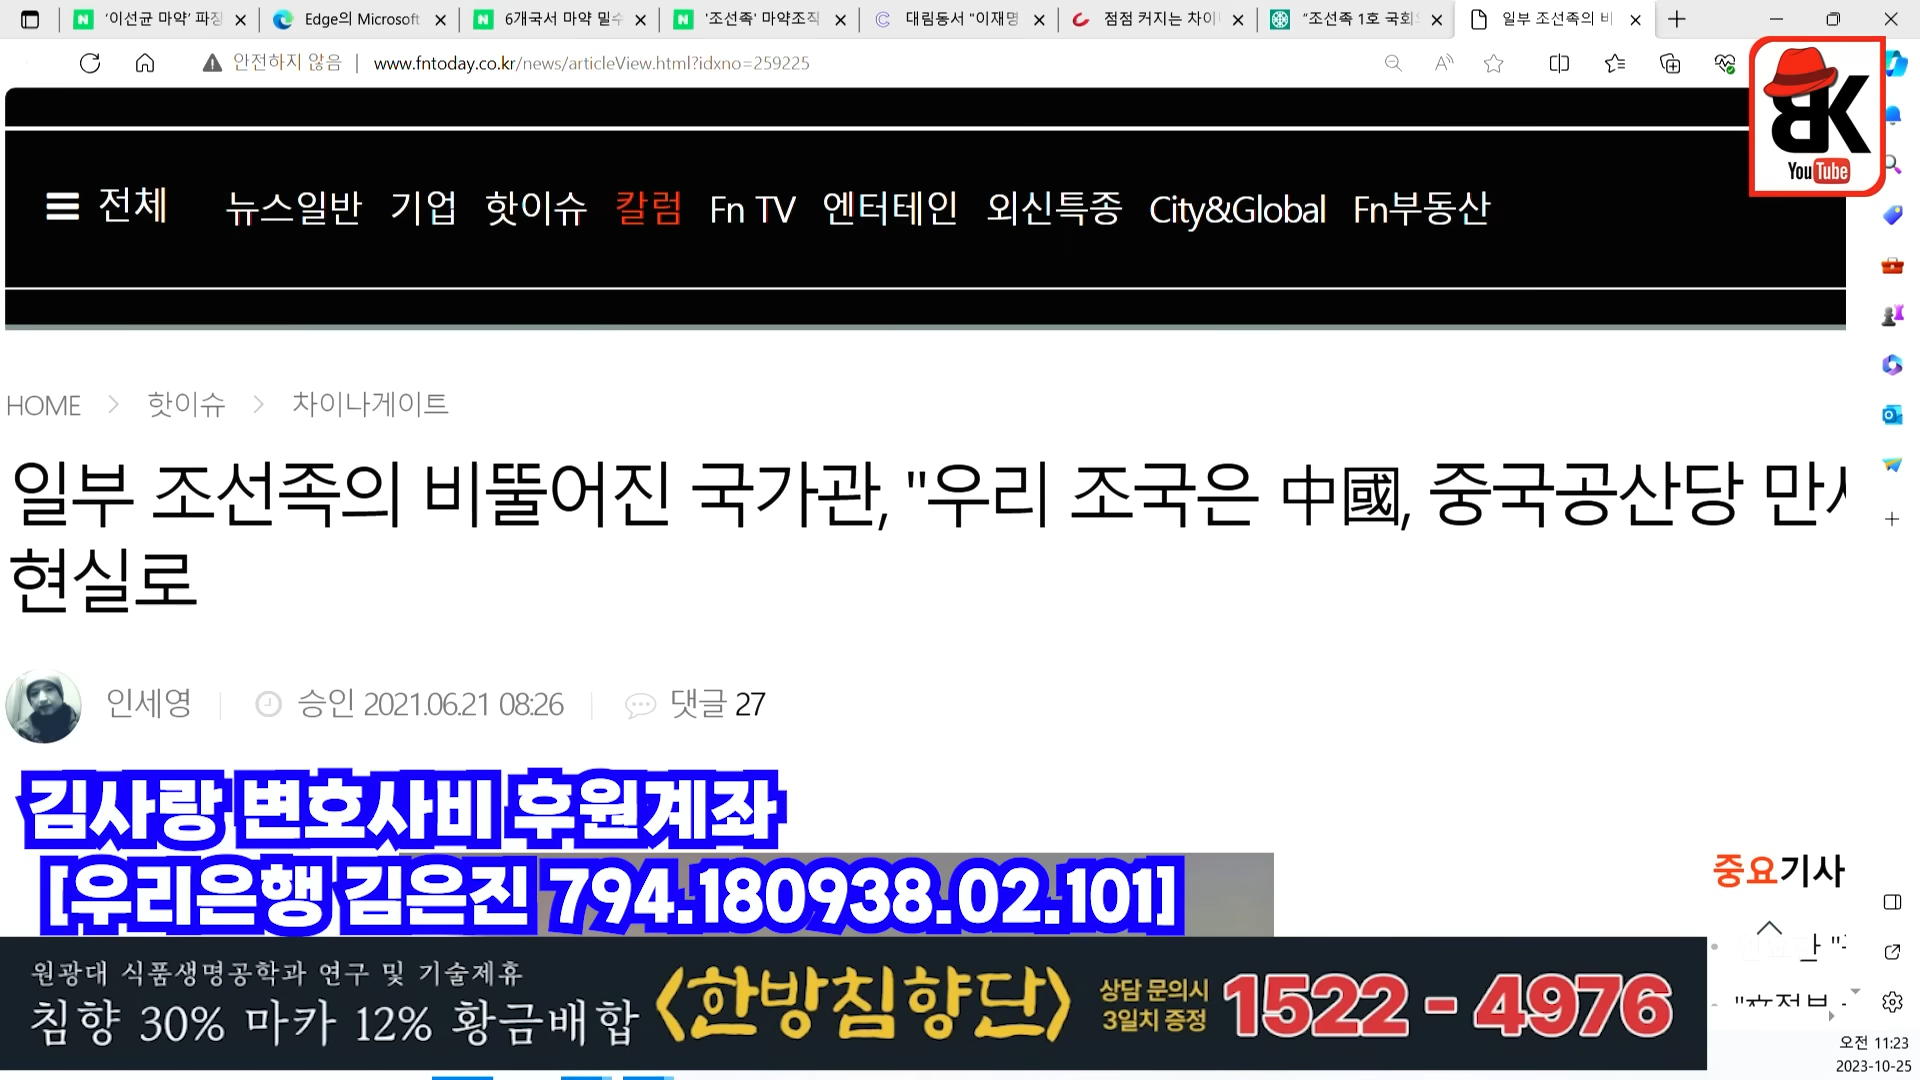 ‘이선균 마약’ 파장
Edge의 Microsoft
6개국서 마약 밀수
'조선족' 마약조직
대림동서 "이재명
점점 커지는 차이
"조선족 1호 국회
일부 조선족의 비
안전하지 않음
www.fntoday.co.kr/news/articleView.html?idxno=259225
BK
YouTube
전체
뉴스일반 기업 핫이슈 칼럼 Fn TV 엔터테인 외신특종 City&Global Fn부동산
HOME > 핫이슈 > 차이나게이트
일부 조선족의 비뚤어진 국가관, "우리 조국은 中國, 중국공산당 만
현실로
인세영
승인 2021.06.21 08:26
댓글 27
김사랑 변호사비 후원계좌
[우리은행 김은진 794.180938.02.101]
중요기사
원광대 식품생명공학과 연구 및 기술제휴
침향 30% 마카 12% 황금배합
<한방침향단>
상담 문의시
3일치 증정
1522 - 4976
오전 11:23
2023-10-25